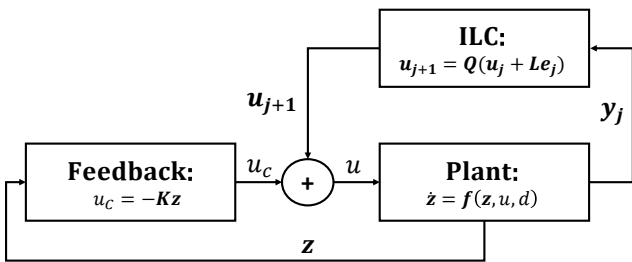 ILC:
u_{j+1} = Q(u_j + Le_j)
u_{j+1}
y_j
Feedback:
u_C = −Kz
u_c
+
u
Plant:
ż = f(z, u, d)
z